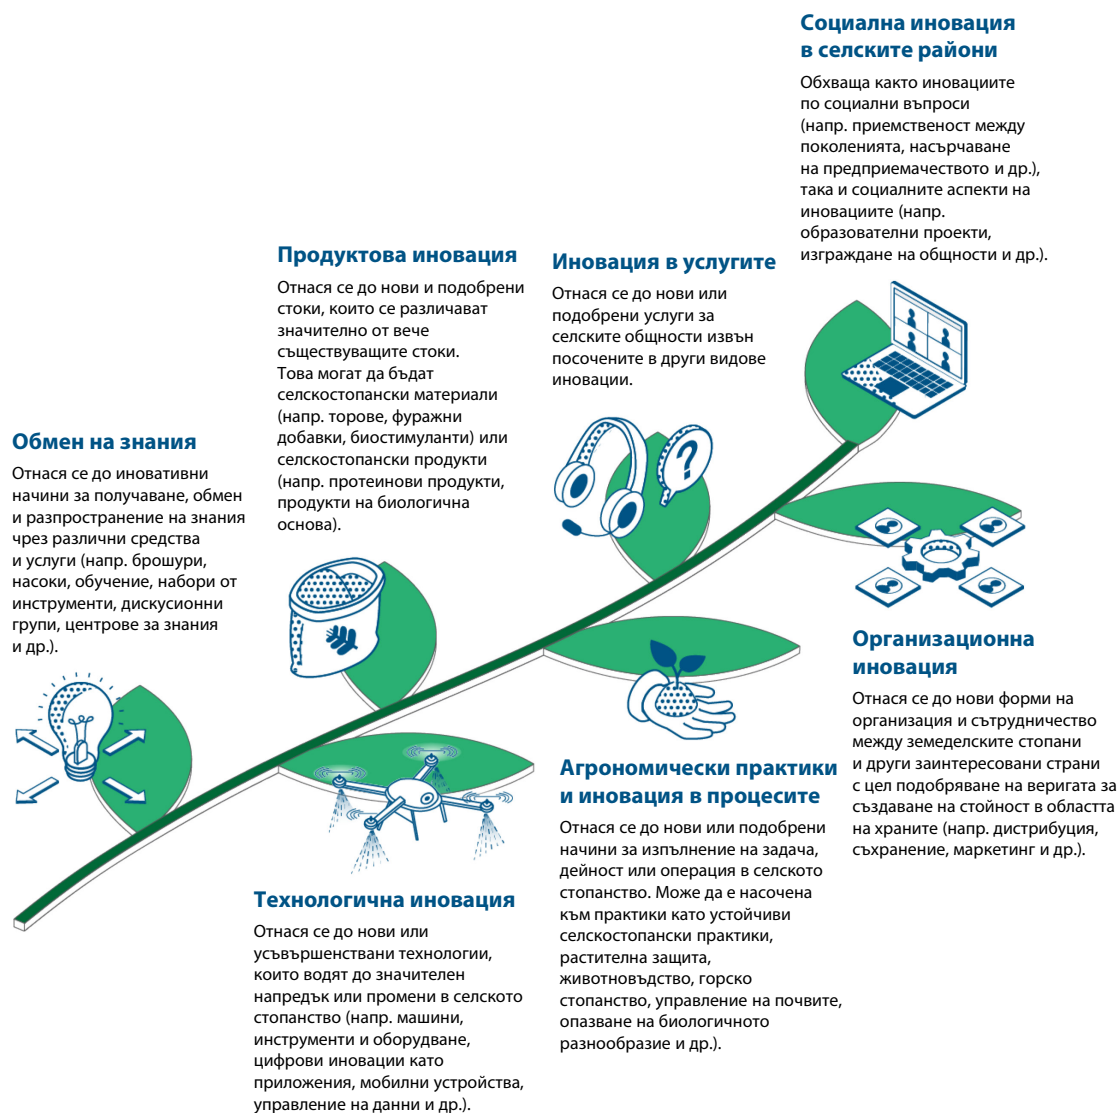 Социална иновация
в селските райони
Обхваща както иновациите
по социални въпроси
(напр. приемственост между
поколенията, насърчаване
на предприемачеството и др.),
така и социалните аспекти на
иновациите (напр.
образователни проекти,
изграждане на общности и др.).
Продуктова иновация
Отнася се до нови и подобрени
стоки, които се различават
значително от вече
съществуващите стоки.
Това могат да бъдат
селскостопански материали
(напр. торове, фуражни
добавки, биостимуланти) или
селскостопански продукти
(напр. протеинови продукти,
продукти на биологична
основа).
Иновация в услугите
Отнася се до нови или
подобрени услуги за
селските общности извън
посочените в други видове
иновации.
Обмен на знания
Отнася се до иновативни
начини за получаване, обмен
и разпространение на знания
чрез различни средства
и услуги (напр. брошури,
насоки, обучение, набори от
инструменти, дискусионни
групи, центрове за знания
и др.).
?
Организационна
иновация
Отнася се до нови форми на
организация и сътрудничество
между земеделските стопани
и други заинтересовани страни
с цел подобряване на веригата за
създаване на стойност в областта
на храните (напр. дистрибуция,
съхранение, маркетинг и др.).
Агрономически практики
и иновация в процесите
Отнася се до нови или подобрени
начини за изпълнение на задача,
дейност или операция в селското
стопанство. Може да е насочена
към практики като устойчиви
селскостопански практики,
растителна защита,
животновъдство, горско
стопанство, управление на почвите,
опазване на биологичното
разнообразие и др.).
Технологична иновация
Отнася се до нови или
усъвършенствани технологии,
които водят до значителен
напредък или промени в селското
стопанство (напр. машини,
инструменти и оборудване,
цифрови иновации като
приложения, мобилни устройства,
управление на данни и др.).